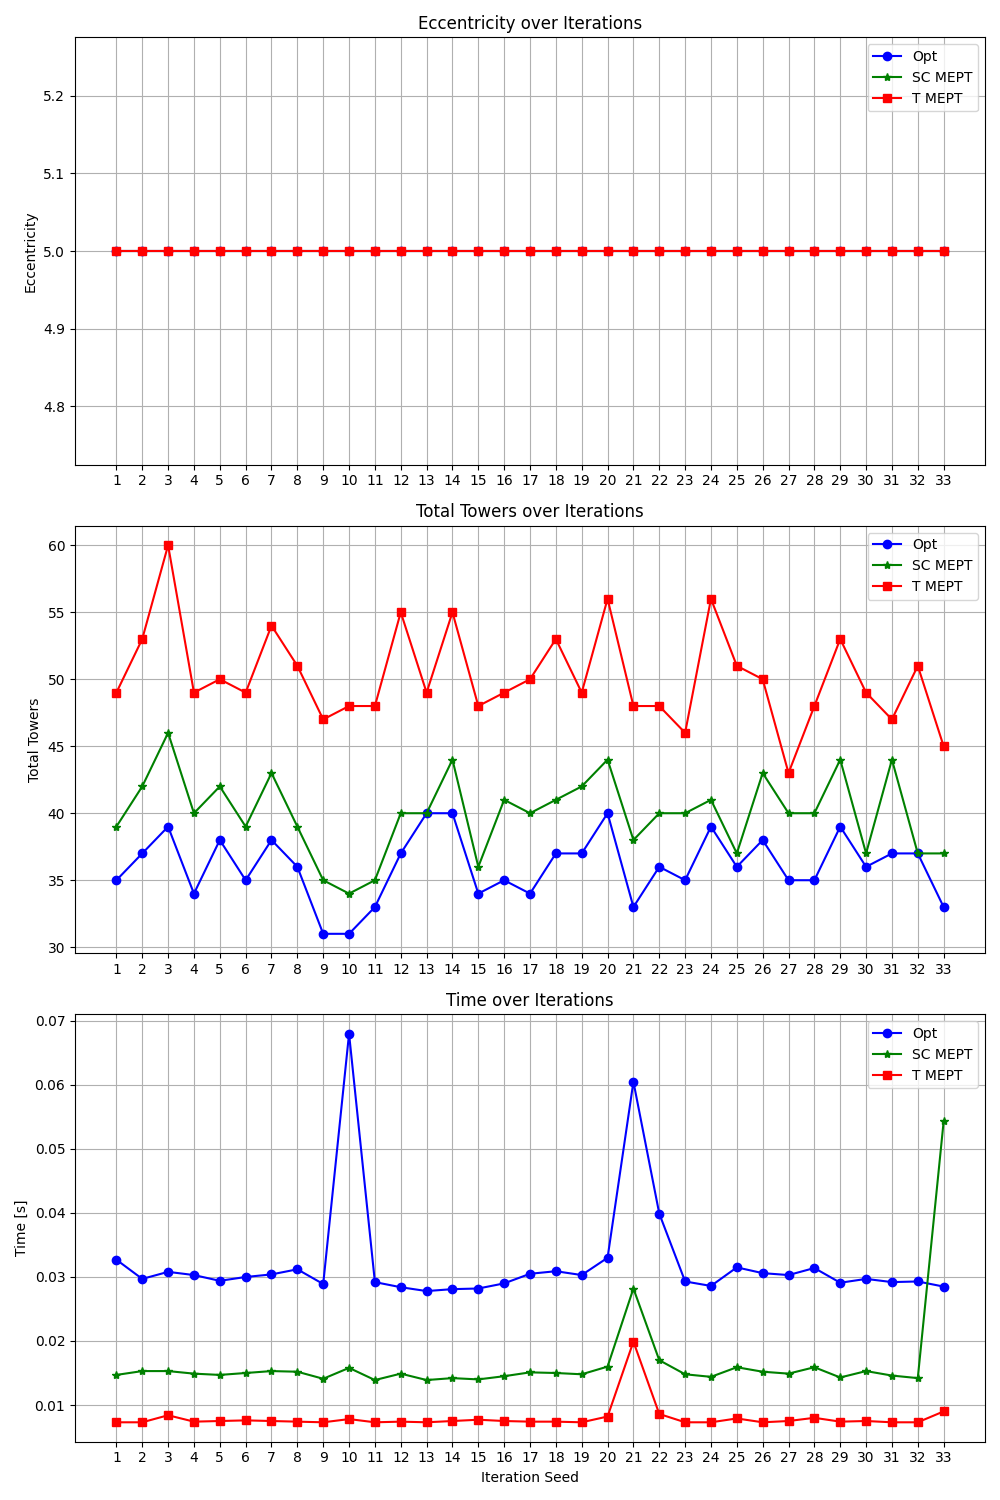 Eccentricity over Iterations
Opt
SC MEPT
T MEPT
5.2
5.1
5.0
4.9
4.8
Eccentricity
1 2 3 4 5 6 7 8 9 10 11 12 13 14 15 16 17 18 19 20 21 22 23 24 25 26 27 28 29 30 31 32 33
Total Towers over Iterations
Opt
SC MEPT
T MEPT
60
55
50
45
40
35
30
Total Towers
1 2 3 4 5 6 7 8 9 10 11 12 13 14 15 16 17 18 19 20 21 22 23 24 25 26 27 28 29 30 31 32 33
Time over Iterations
Opt
SC MEPT
T MEPT
0.07
0.06
0.05
0.04
0.03
0.02
0.01
Time [s]
1 2 3 4 5 6 7 8 9 10 11 12 13 14 15 16 17 18 19 20 21 22 23 24 25 26 27 28 29 30 31 32 33
Iteration Seed